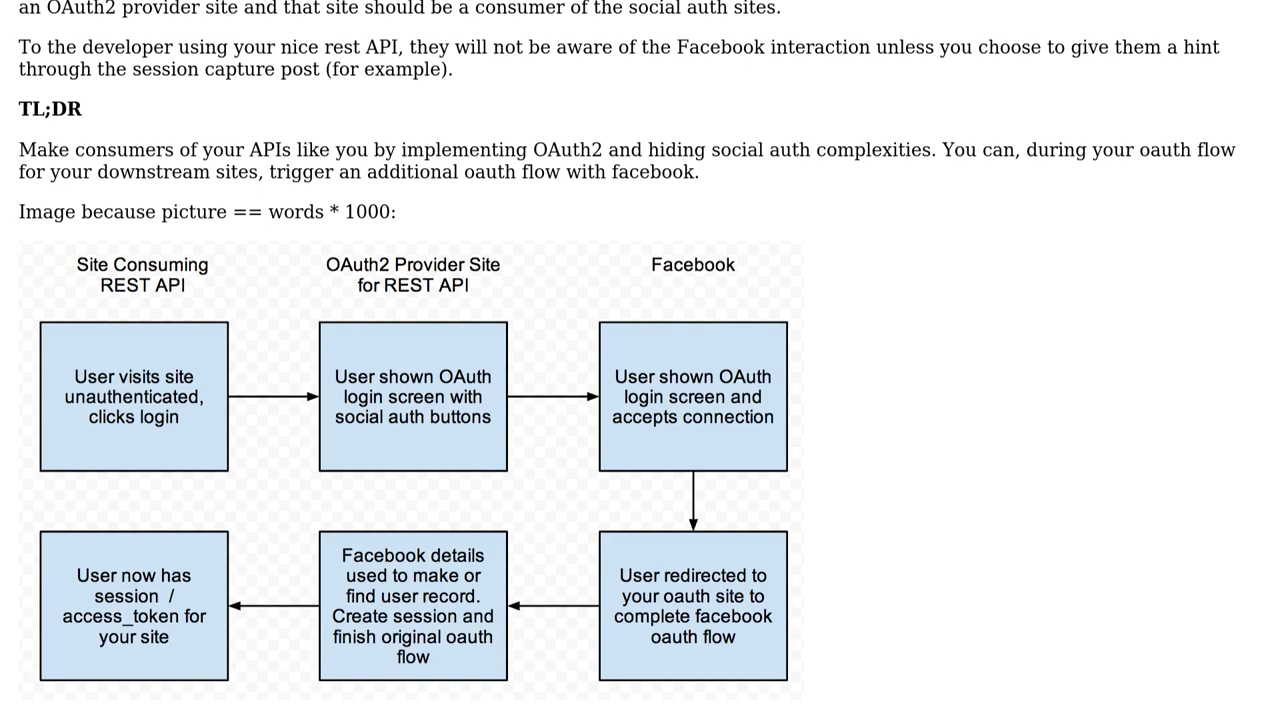 an OAuth2 provider site and that site should be a consumer of the social auth sites.
To the developer using your nice rest API, they will not be aware of the Facebook interaction unless you choose to give them a hint
through the session capture post (for example).
TL;DR
Make consumers of your APIs like you by implementing OAuth2 and hiding social auth complexities. You can, during your oauth flow
for your downstream sites, trigger an additional oauth flow with facebook.
Image because picture == words * 1000:
Site Consuming
REST API
OAuth2 Provider Site
for REST API
Facebook
User visits site
unauthenticated,
clicks login
User shown OAuth
login screen with
social auth buttons
User shown OAuth
login screen and
accepts connection
User now has
session /
access_token for
your site
Facebook details
used to make or
find user record.
Create session and
finish original oauth
flow
User redirected to
your oauth site to
complete facebook
oauth flow